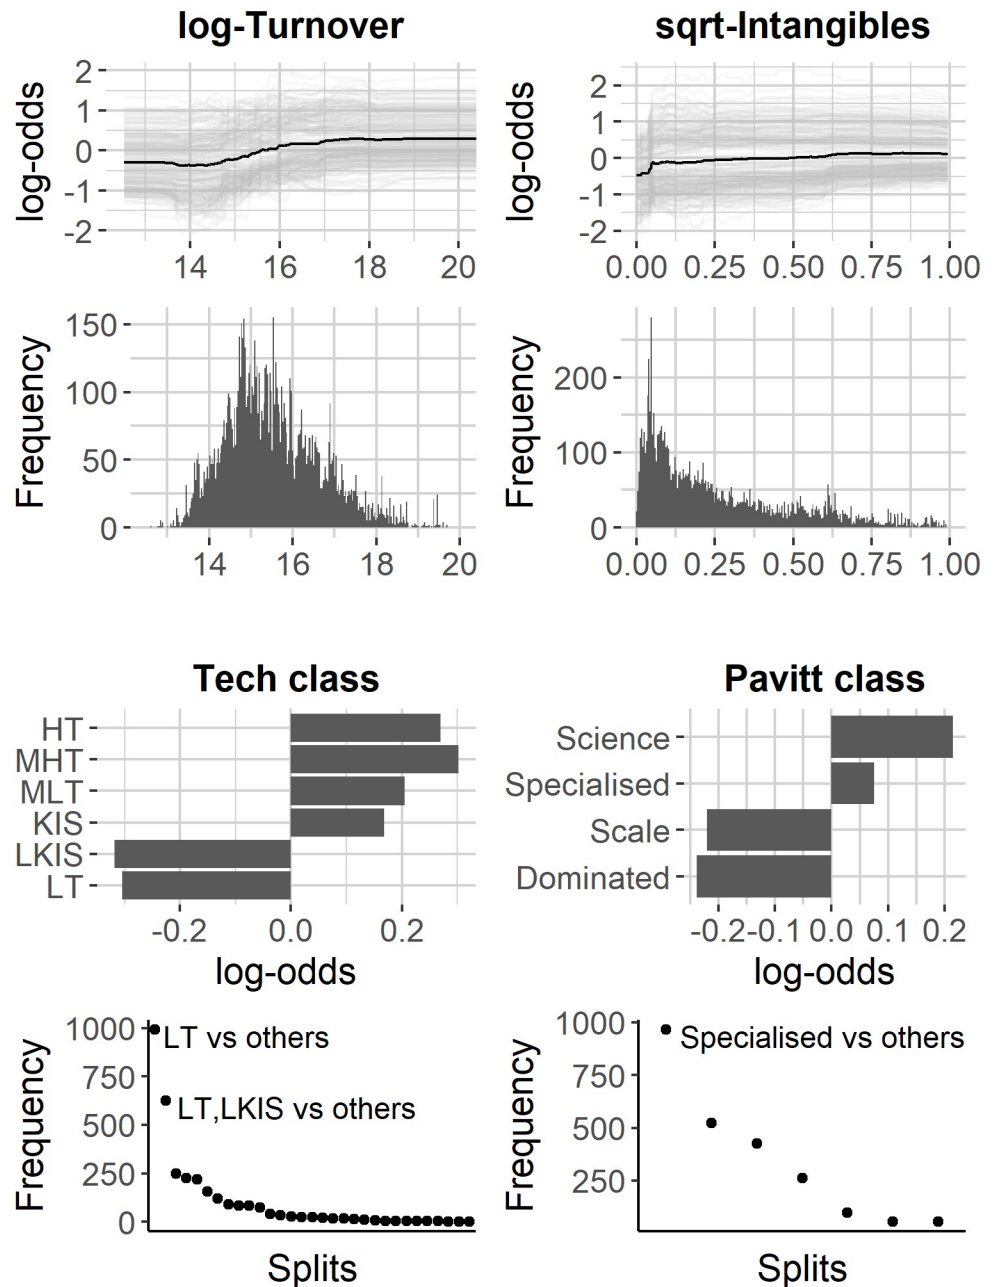 log-Turnover
log-odds
2
1
0
-1
-2
14 16 18 20
sqrt-Intangibles
log-odds
2
1
0
-1
-2
0.00 0.25 0.50 0.75 1.00
Frequency
150
100
50
0
14 16 18 20
Frequency
200
100
0
0.00 0.25 0.50 0.75 1.00
Tech class
HT
MHT
MLT
KIS
LKIS
LT
-0.2 0.0 0.2
log-odds
Pavitt class
Science
Specialised
Scale
Dominated
-0.2 -0.1 0.0 0.1 0.2
log-odds
Frequency
1000
750
500
250
0
LT vs others
LT,LKIS vs others
Splits
Frequency
1000
750
500
250
Specialised vs others
Splits